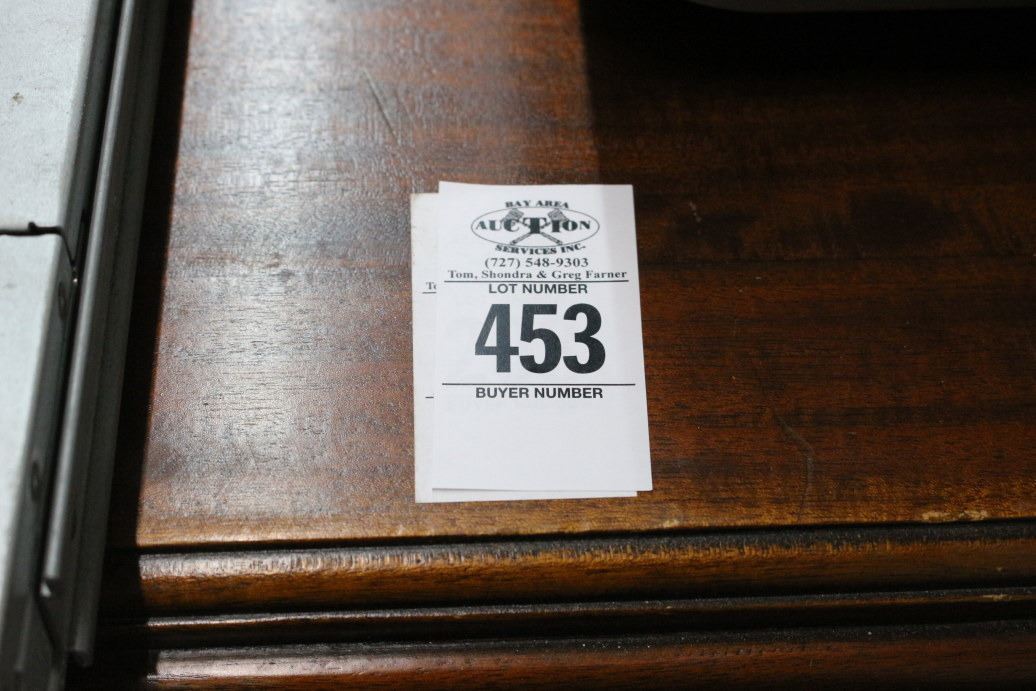 BAY AREA
AUCTION
SERVICES INC.
(727) 548-9303
Tom, Shondra & Greg Farner
LOT NUMBER
453
BUYER NUMBER